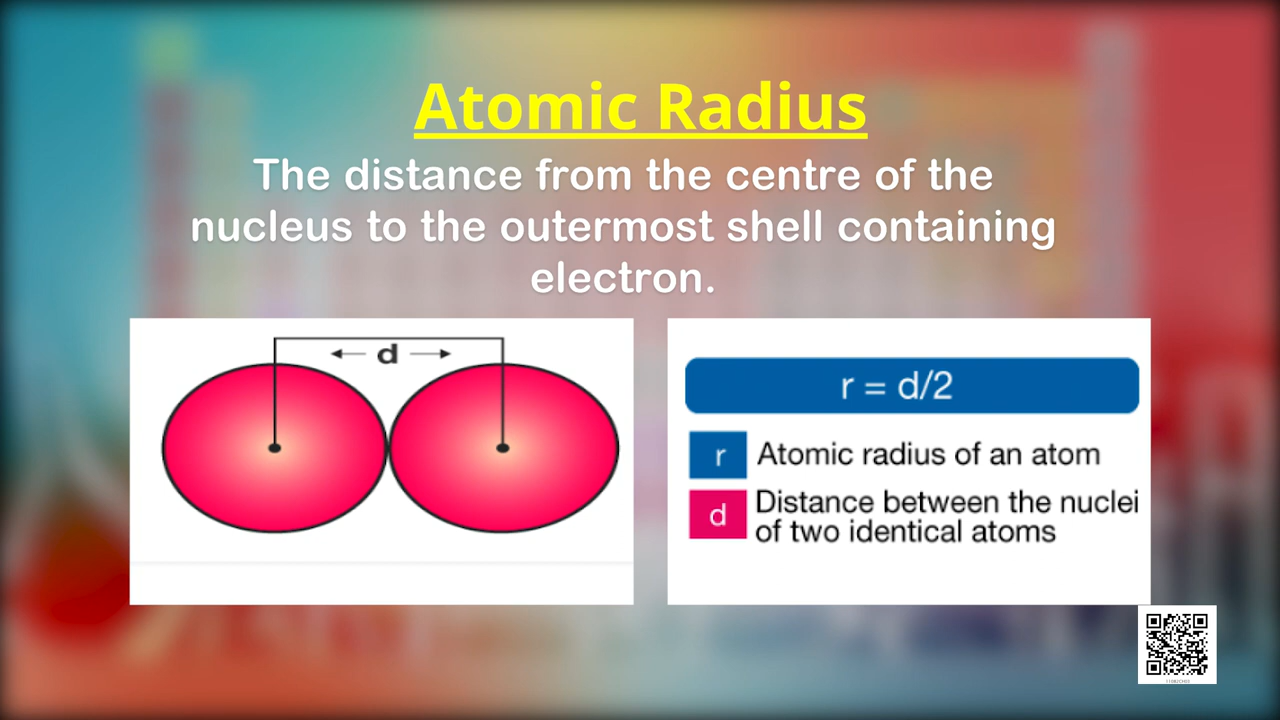 Atomic Radius
The distance from the centre of the
nucleus to the outermost shell containing
electron.
d
r = d/2
r Atomic radius of an atom
d Distance between the nuclei
of two identical atoms